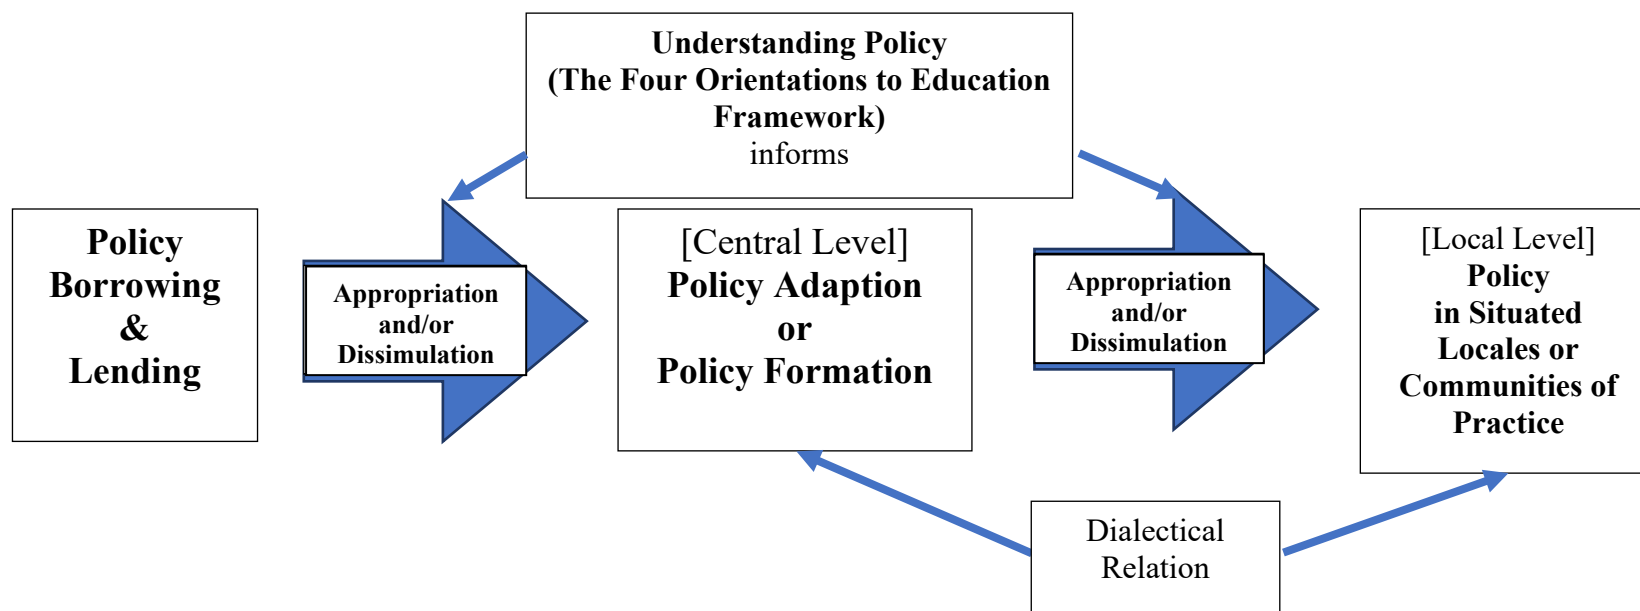 Understanding Policy
(The Four Orientations to Education
Framework)
informs
Policy
Borrowing
&
Lending
Appropriation
and/or
Dissimulation
[Central Level]
Policy Adaption
or
Policy Formation
Appropriation
and/or
Dissimulation
[Local Level]
Policy
in Situated
Locales or
Communities of
Practice
Dialectical
Relation